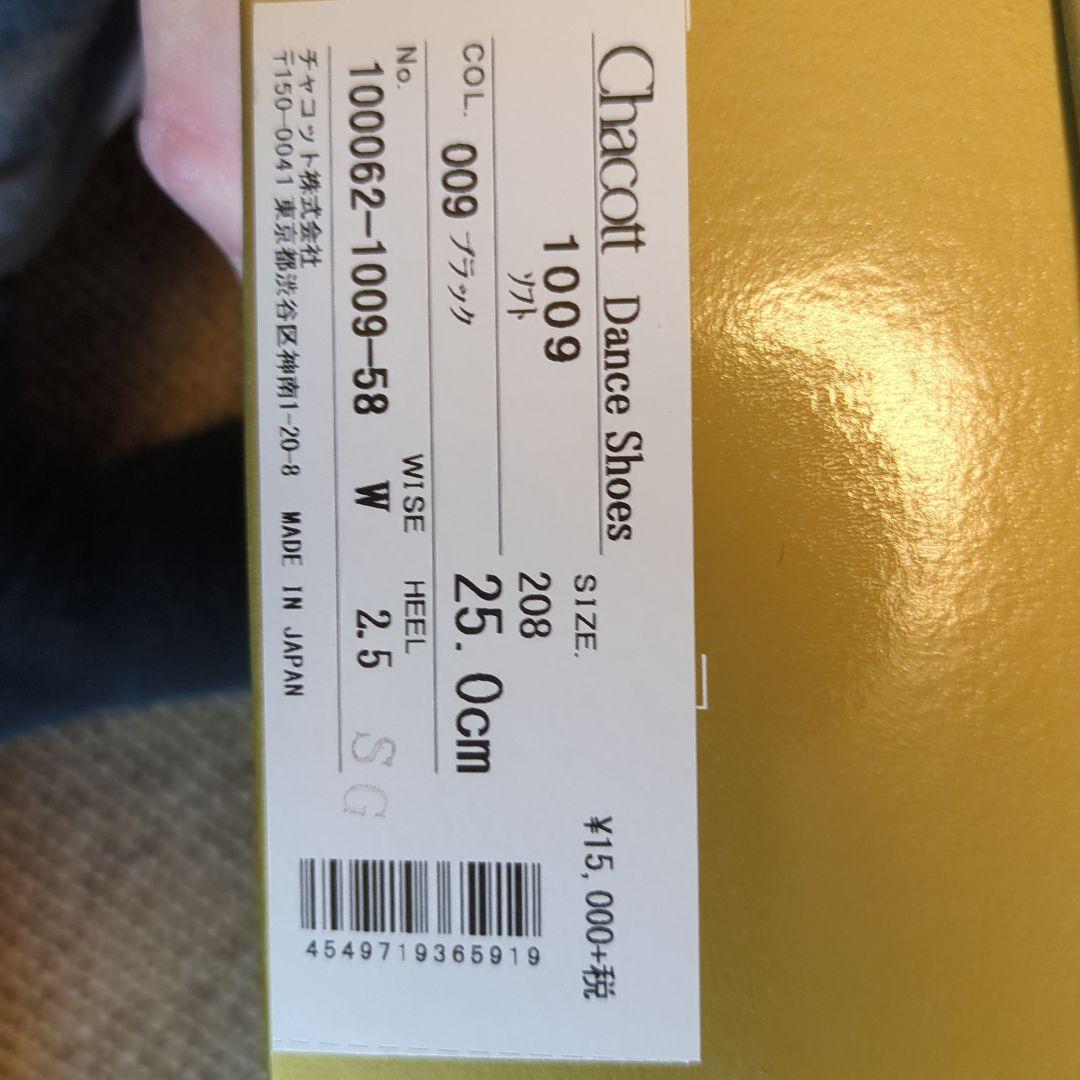 Chacott Dance Shoes
1009
ソフト
SIZE.
208
¥15,000+税
COL. 009 ブラック
25.0cm
No.
WISE
HEEL
100062-1009-58
W
2.5
SG
チャコット株式会社
〒150-0041 東京都渋谷区神南1-20-8 MADE IN JAPAN
4549719365919